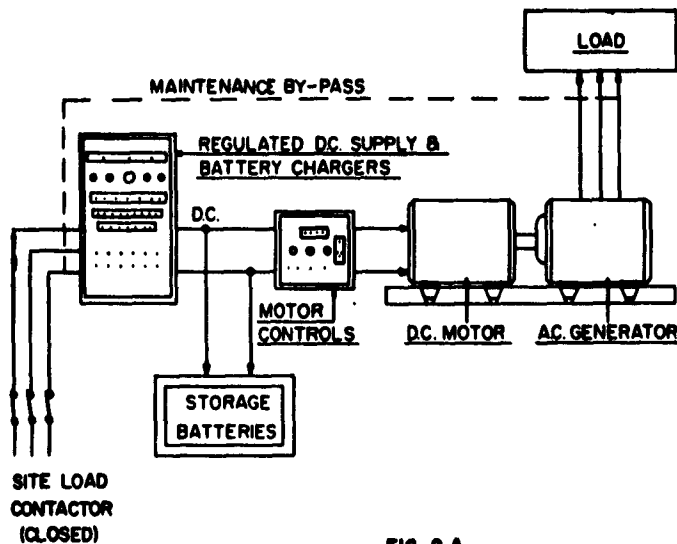 LOAD
MAINTENANCE BY-PASS
REGULATED D.C. SUPPLY &
BATTERY CHARGERS
D.C.
MOTOR
CONTROLS
D.C. MOTOR
A.C. GENERATOR
STORAGE
BATTERIES
SITE LOAD
CONTACTOR
(CLOSED)